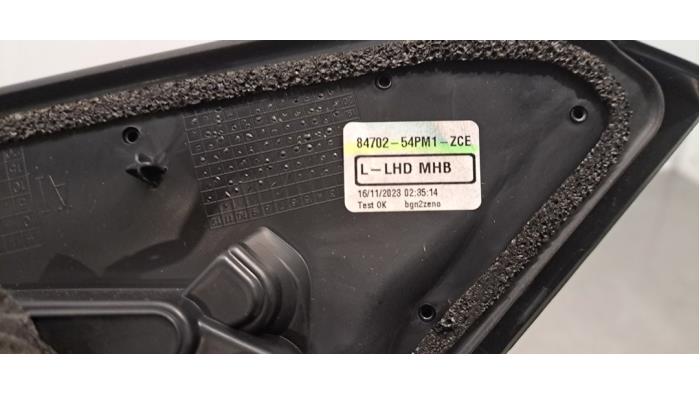 84702-54PM1-ZCE
L-LHD MHB
16/11/2023 02:35:14
Test OK bgn2zeno